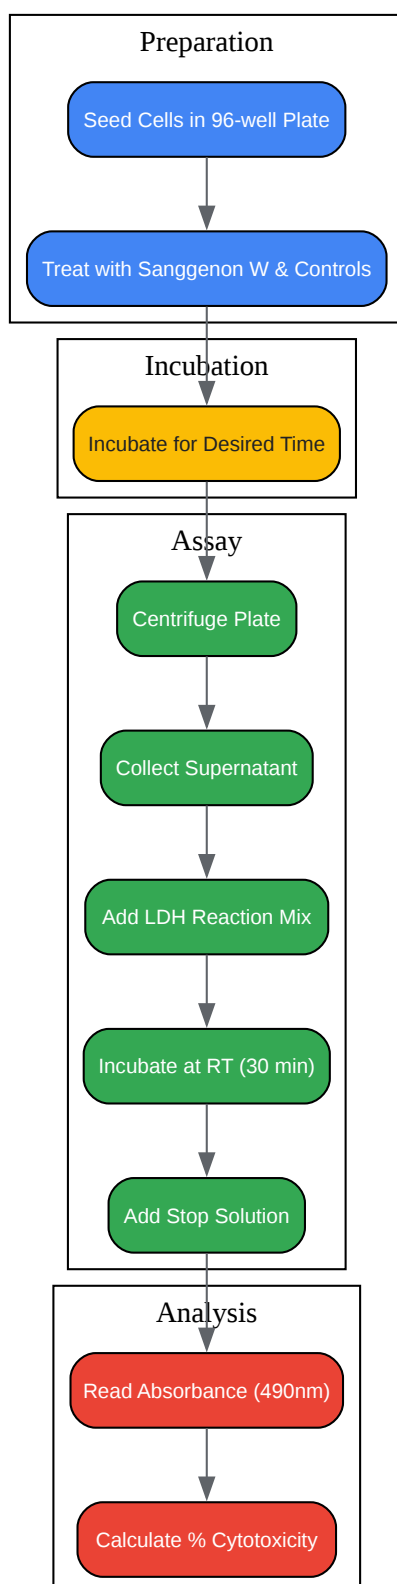 Preparation
Seed Cells in 96-well Plate
Treat with Sanggenon W & Controls
Incubation
Incubate for Desired Time
Assay
Centrifuge Plate
Collect Supernatant
Add LDH Reaction Mix
Incubate at RT (30 min)
Add Stop Solution
Analysis
Read Absorbance (490nm)
Calculate % Cytotoxicity